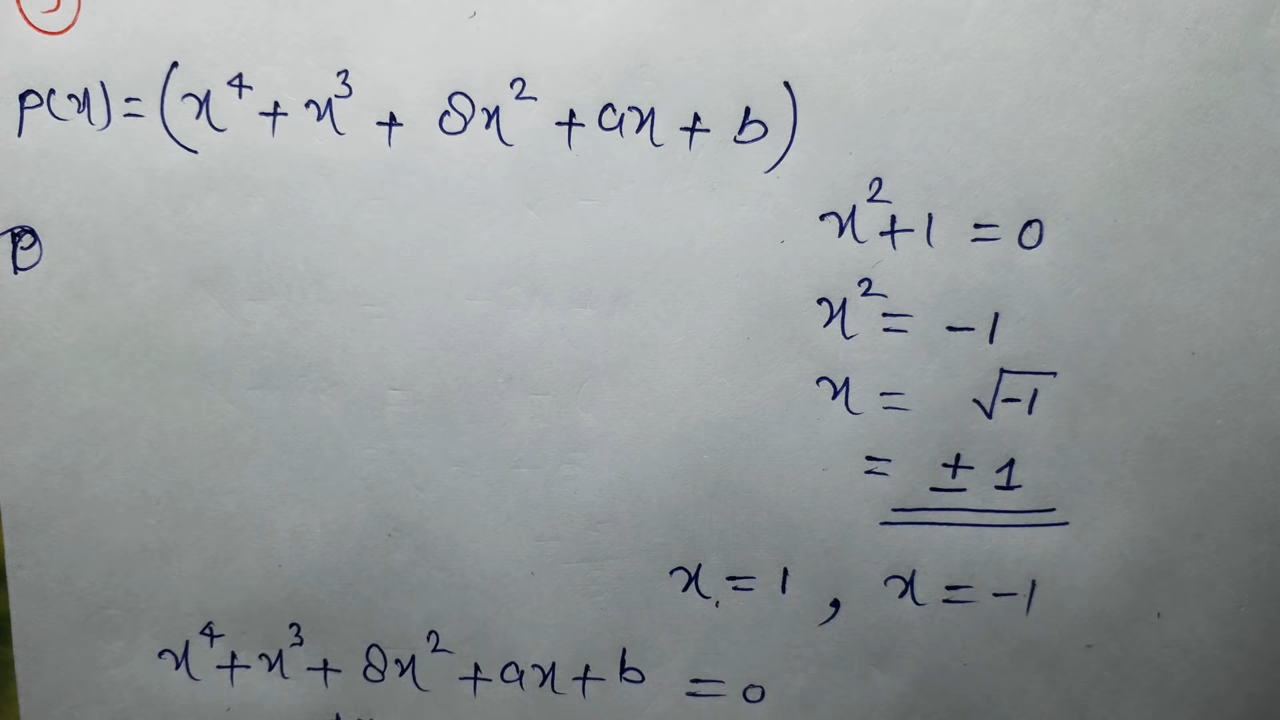 P(x) = (x⁴ + x³ + 8x² + ax + b)
P
x² + 1 = 0
x² = -1
x = √-1
= ± 1
x = 1 , x = -1
x⁴ + x³ + 8x² + ax + b = 0